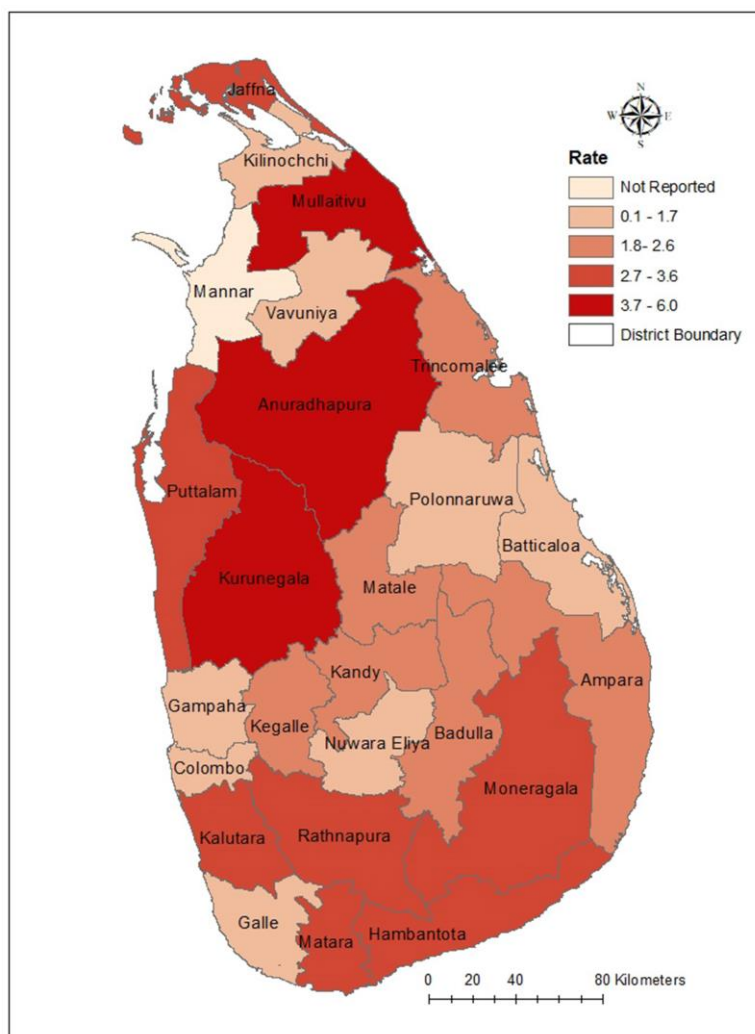 Jaffna
N
W E
S
Kilinochchi
Rate
Not Reported
0.1 - 1.7
1.8- 2.6
2.7 - 3.6
3.7 - 6.0
District Boundary
Mullaitivu
Mannar
Vavuniya
Trincomalee
Anuradhapura
Puttalam
Polonnaruwa
Batticaloa
Kurunegala
Matale
Kandy
Ampara
Gampaha
Kegalle
Nuwara Eliya
Badulla
Colombo
Moneragala
Kalutara
Rathnapura
Galle
Matara
Hambantota
0 20 40 80 Kilometers